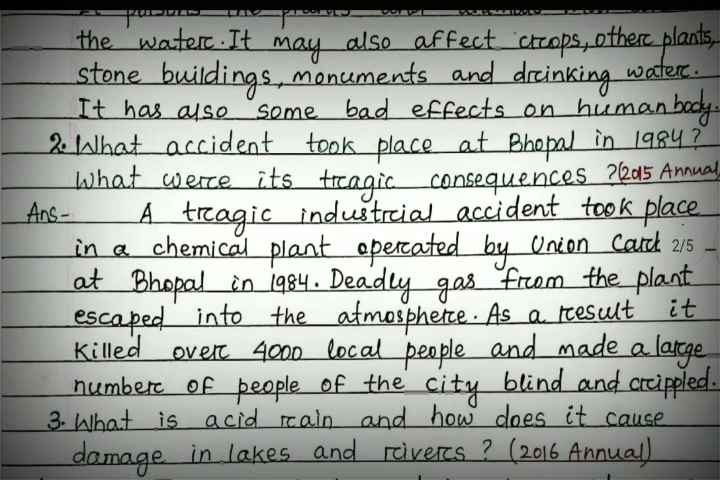 the water. It may also affect crops, other plants,
stone buildings, monuments and drinking water.
It has also some bad effects on human body.
2. What accident took place at Bhopal in 1984?
What were its tragic consequences ? (2015 Annual)
Ans- A tragic industrial accident took place
in a chemical plant operated by Union 2/5
at Bhopal in 1984. Deadly gas from the plant
escaped into the atmosphere. As a result it
killed over 4000 local people and made a large
number of people of the city blind and crippled.
3. What is acid rain and how does it cause
damage in lakes and rivers ? (2016 Annual)